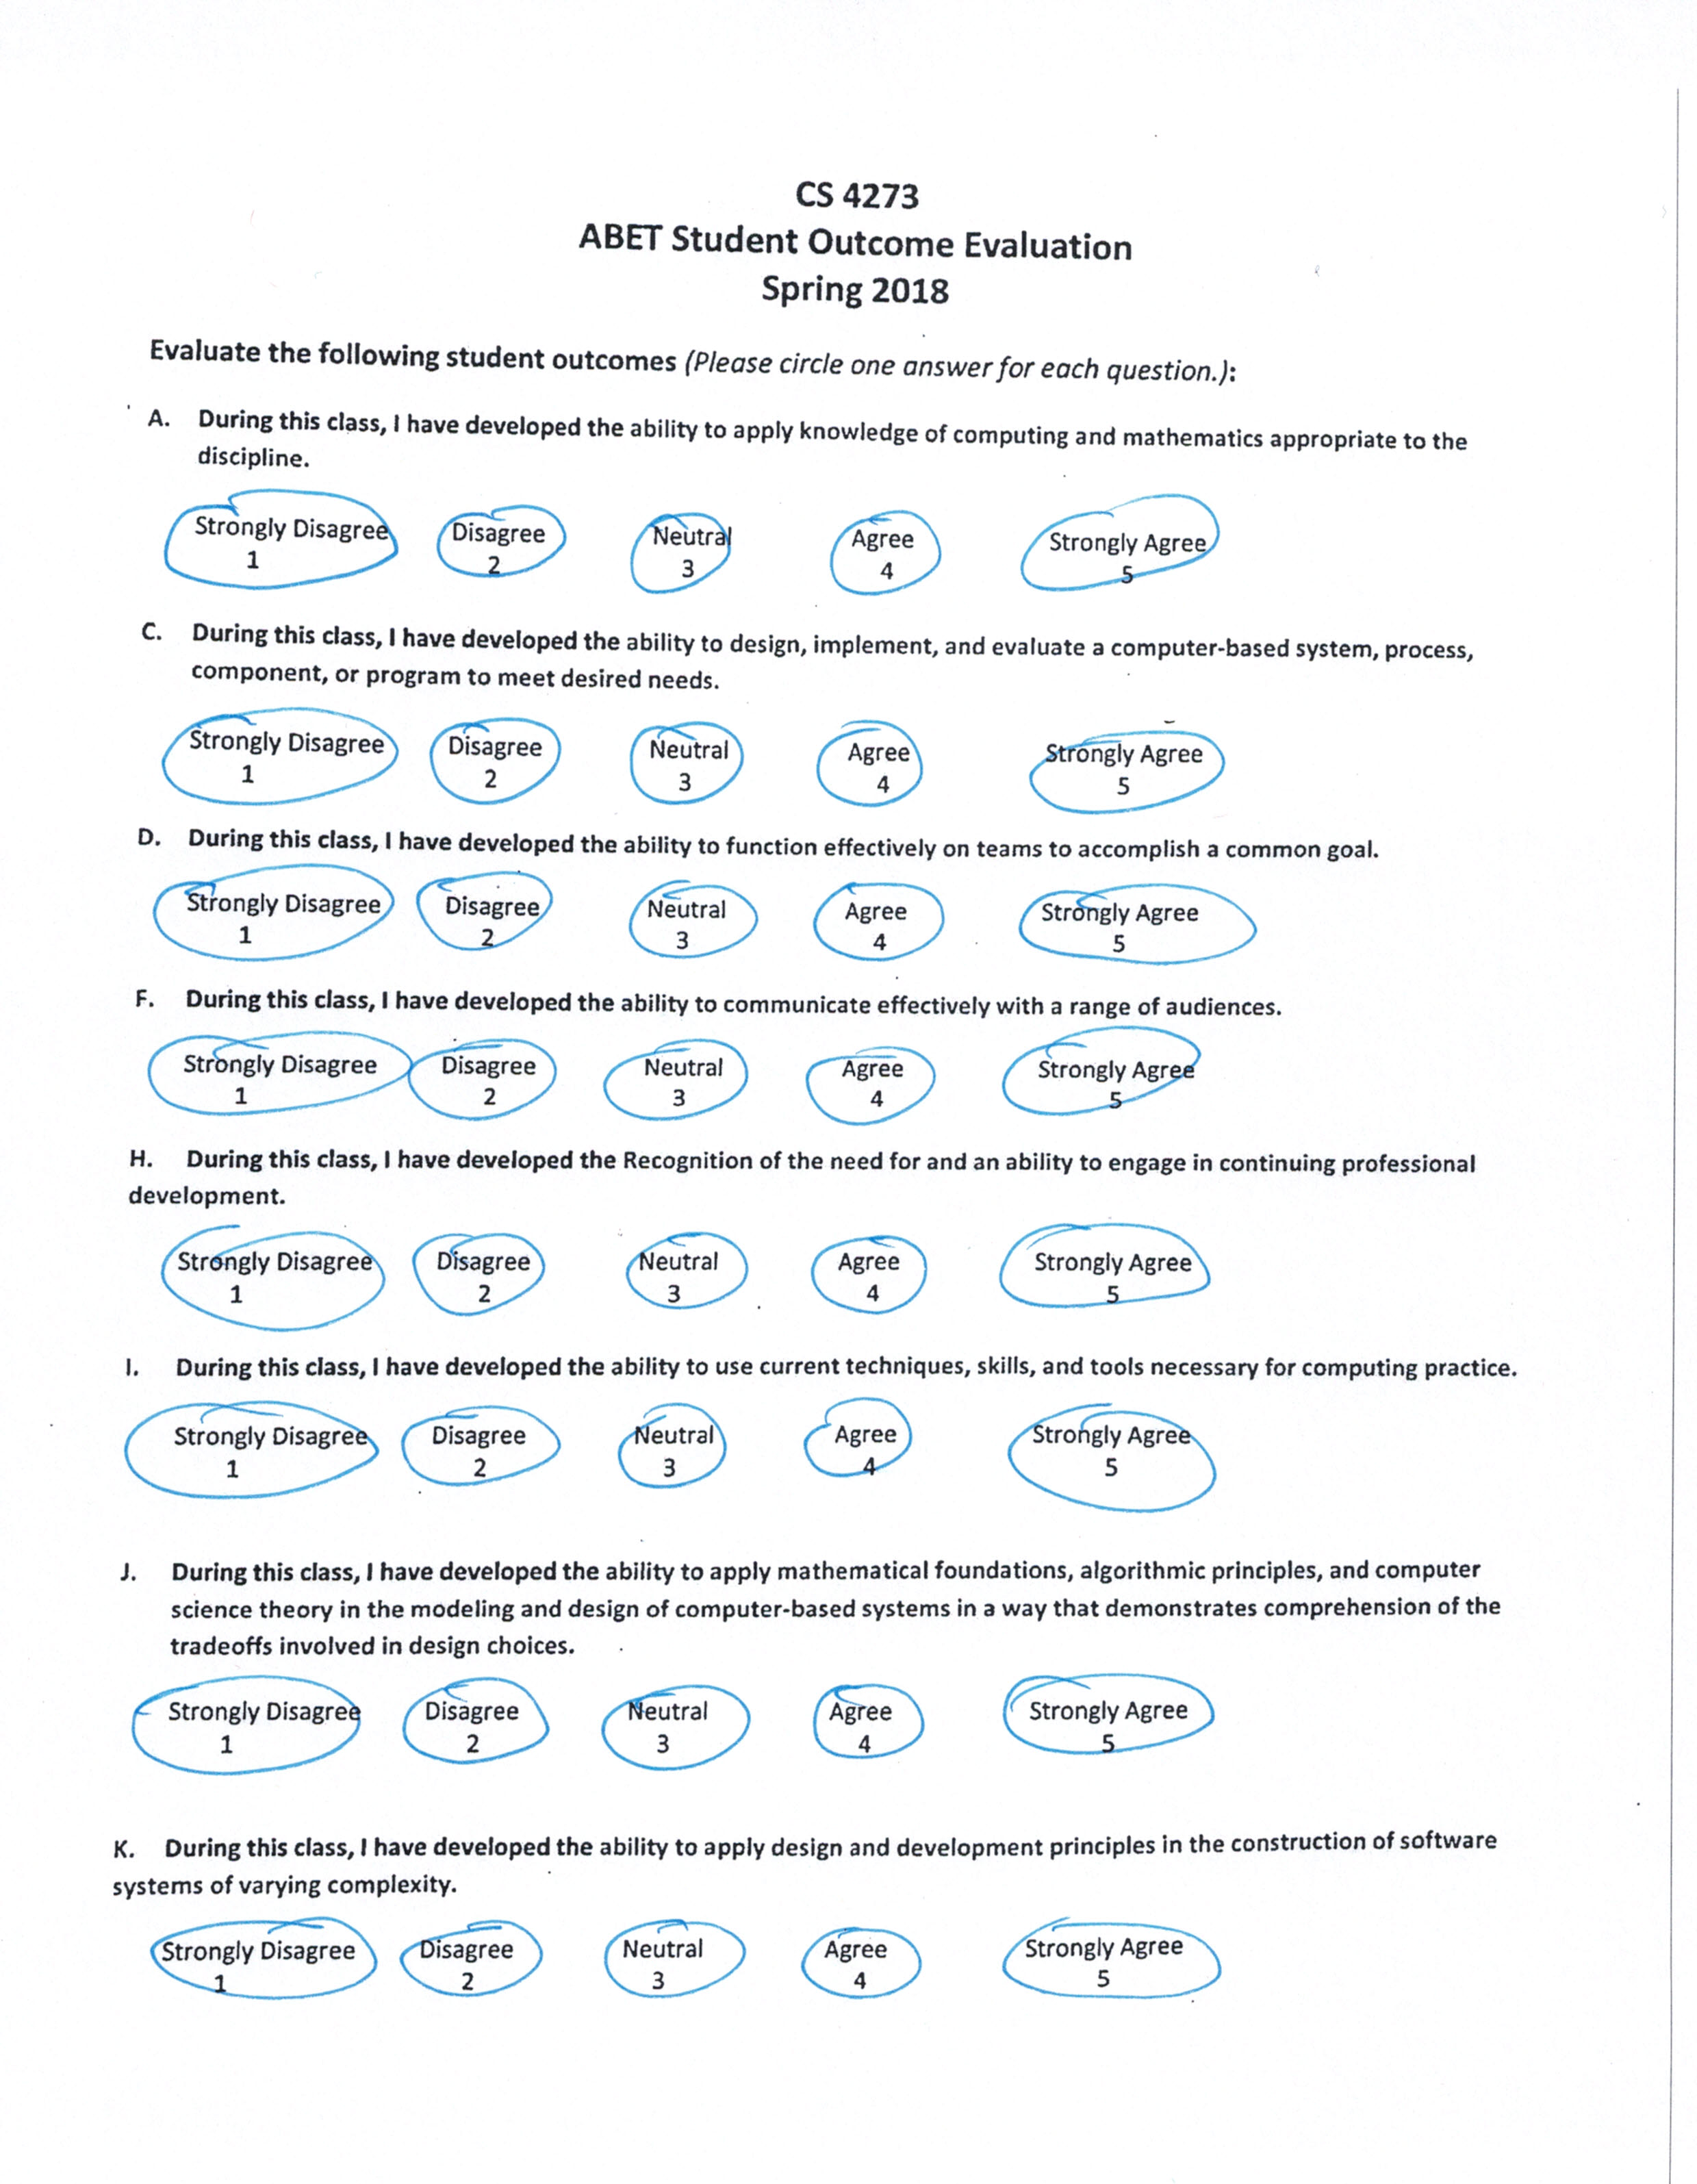 CS 4273
ABET Student Outcome Evaluation
Spring 2018
Evaluate the following student outcomes (Please circle one answer for each question.):
A. During this class, I have developed the ability to apply knowledge of computing and mathematics appropriate to the
discipline.
Strongly Disagree Disagree Neutral Agree Strongly Agree
1 2 3 4 5
C. During this class, I have developed the ability to design, implement, and evaluate a computer-based system, process,
component, or program to meet desired needs.
Strongly Disagree Disagree Neutral Agree Strongly Agree
1 2 3 4 5
D. During this class, I have developed the ability to function effectively on teams to accomplish a common goal.
Strongly Disagree Disagree Neutral Agree Strongly Agree
1 2 3 4 5
F. During this class, I have developed the ability to communicate effectively with a range of audiences.
Strongly Disagree Disagree Neutral Agree Strongly Agree
1 2 3 4 5
H. During this class, I have developed the Recognition of the need for and an ability to engage in continuing professional
development.
Strongly Disagree Disagree Neutral Agree Strongly Agree
1 2 3 4 5
I. During this class, I have developed the ability to use current techniques, skills, and tools necessary for computing practice.
Strongly Disagree Disagree Neutral Agree Strongly Agree
1 2 3 4 5
J. During this class, I have developed the ability to apply mathematical foundations, algorithmic principles, and computer
science theory in the modeling and design of computer-based systems in a way that demonstrates comprehension of the
tradeoffs involved in design choices.
Strongly Disagree Disagree Neutral Agree Strongly Agree
1 2 3 4 5
K. During this class, I have developed the ability to apply design and development principles in the construction of software
systems of varying complexity.
Strongly Disagree Disagree Neutral Agree Strongly Agree
1 2 3 4 5